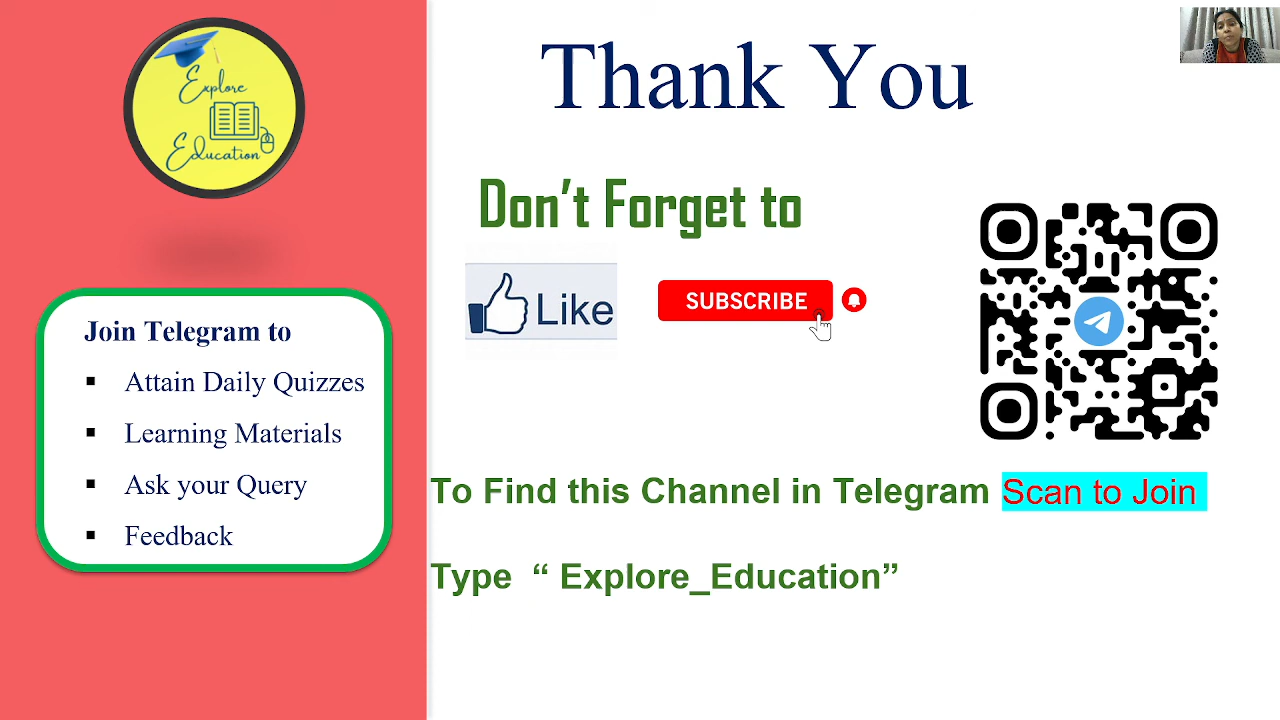 Explore
Education
Join Telegram to
▪ Attain Daily Quizzes
▪ Learning Materials
▪ Ask your Query
▪ Feedback
Thank You
Don’t Forget to
Like
SUBSCRIBE
To Find this Channel in Telegram Scan to Join
Type “ Explore_Education”